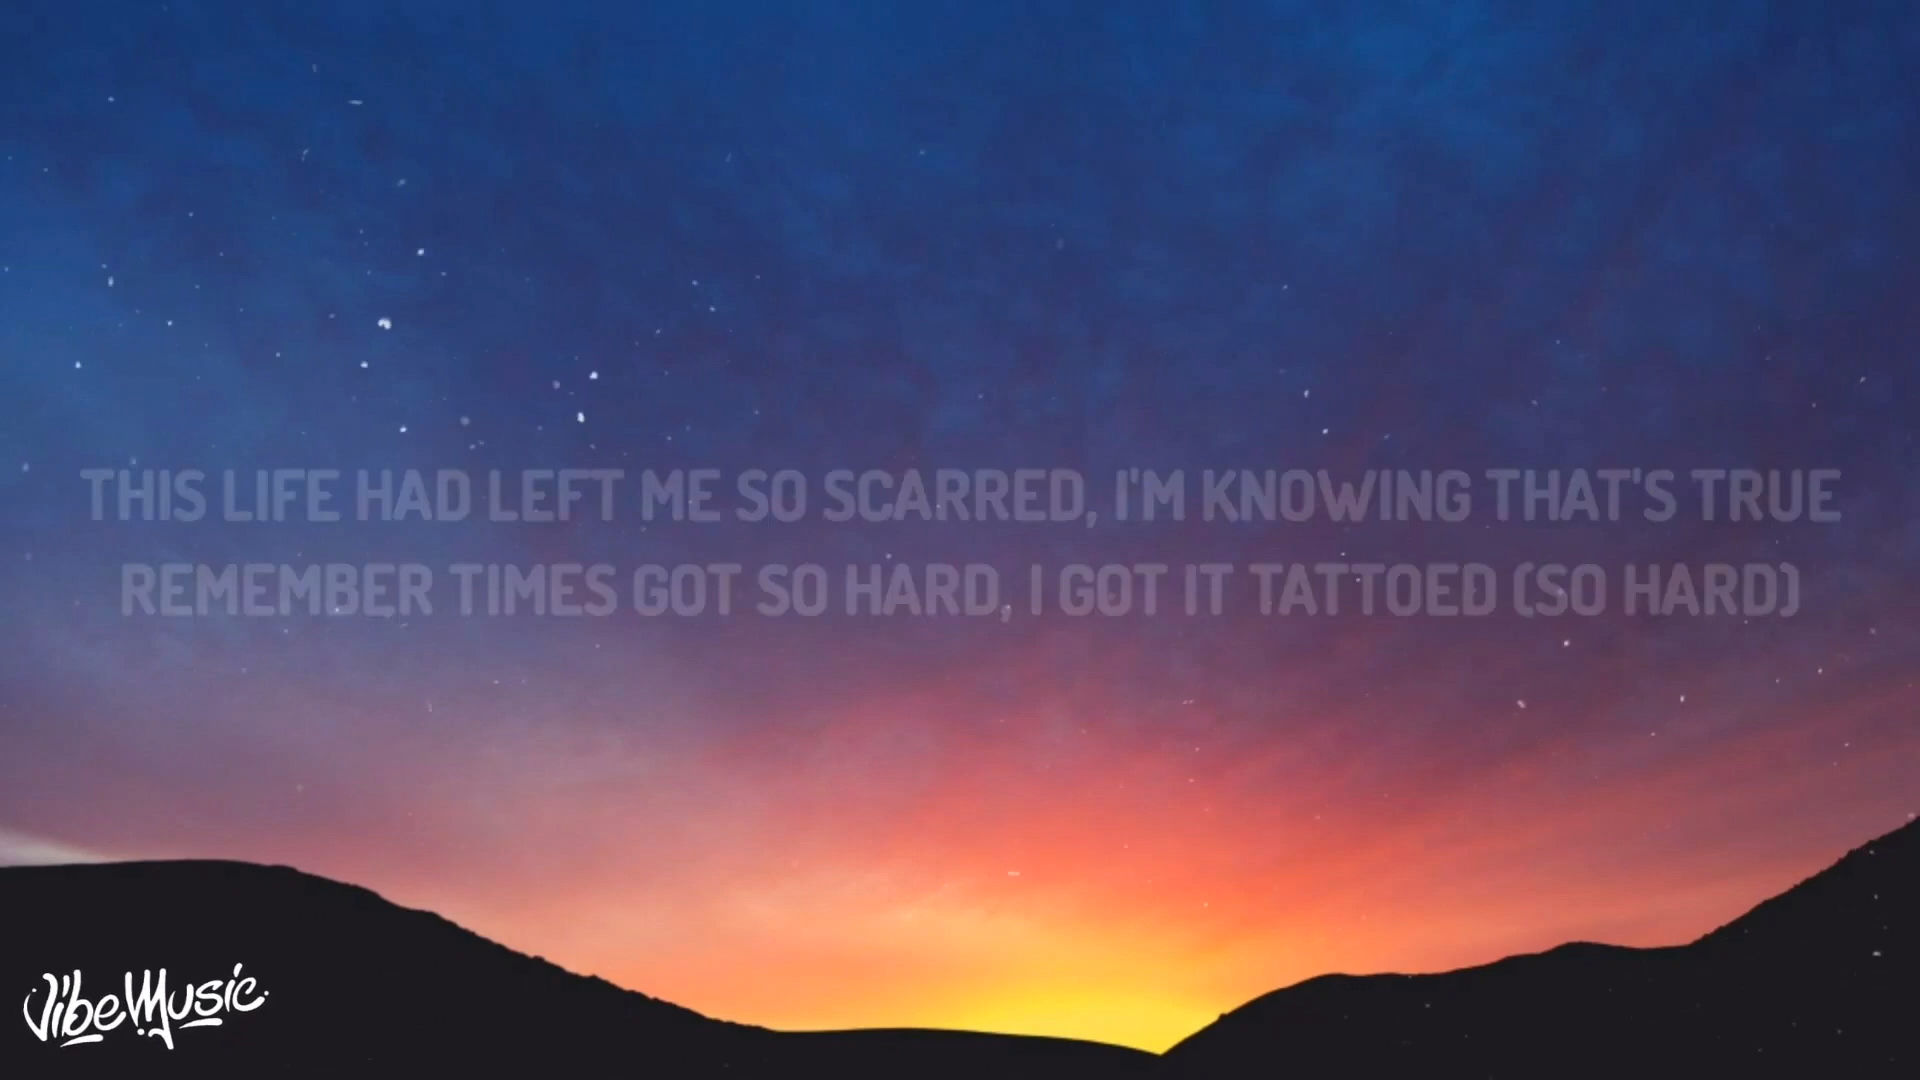 THIS LIFE HAD LEFT ME SO SCARRED, I'M KNOWING THAT'S TRUE
REMEMBER TIMES GOT SO HARD, I GOT IT TATTOED (SO HARD)
VibeMusic